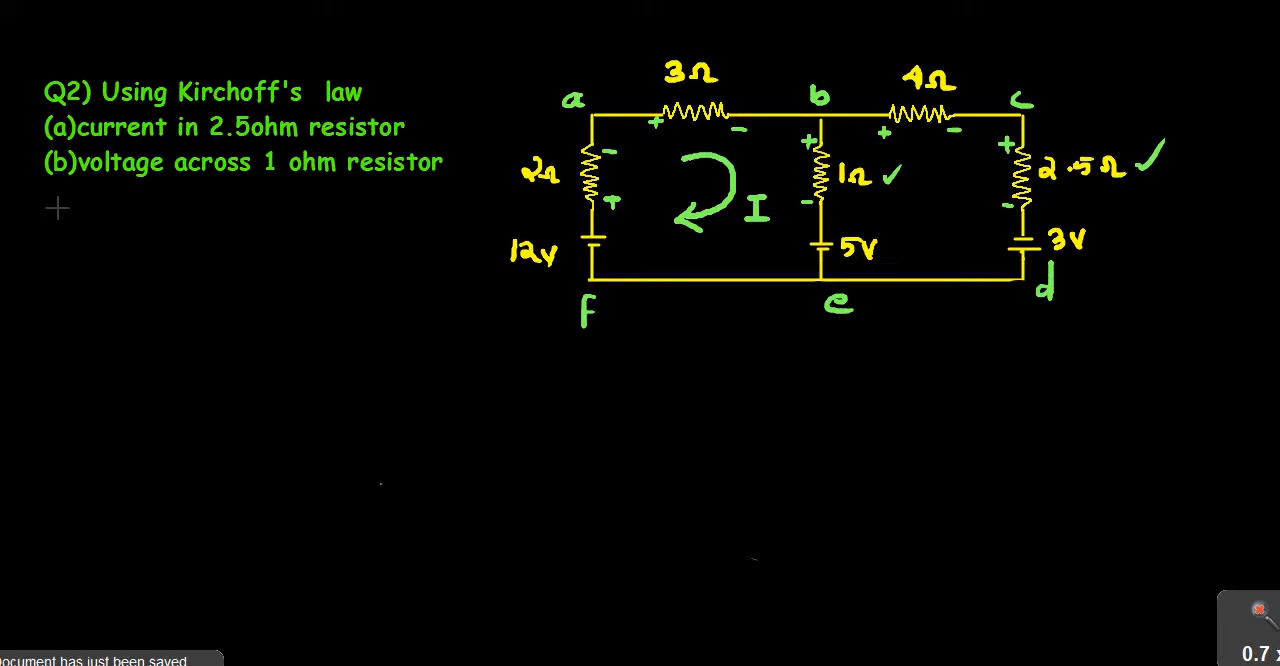 3Ω
4Ω
a
b
c
Q2) Using Kirchoff's law
(a)current in 2.5ohm resistor
(b)voltage across 1 ohm resistor
+ - + -
- + +
2Ω
1Ω ✓
2.5Ω ✓
+ - -
I
12V
5V
3V
f
e
d
Document has just been saved
0.7 x